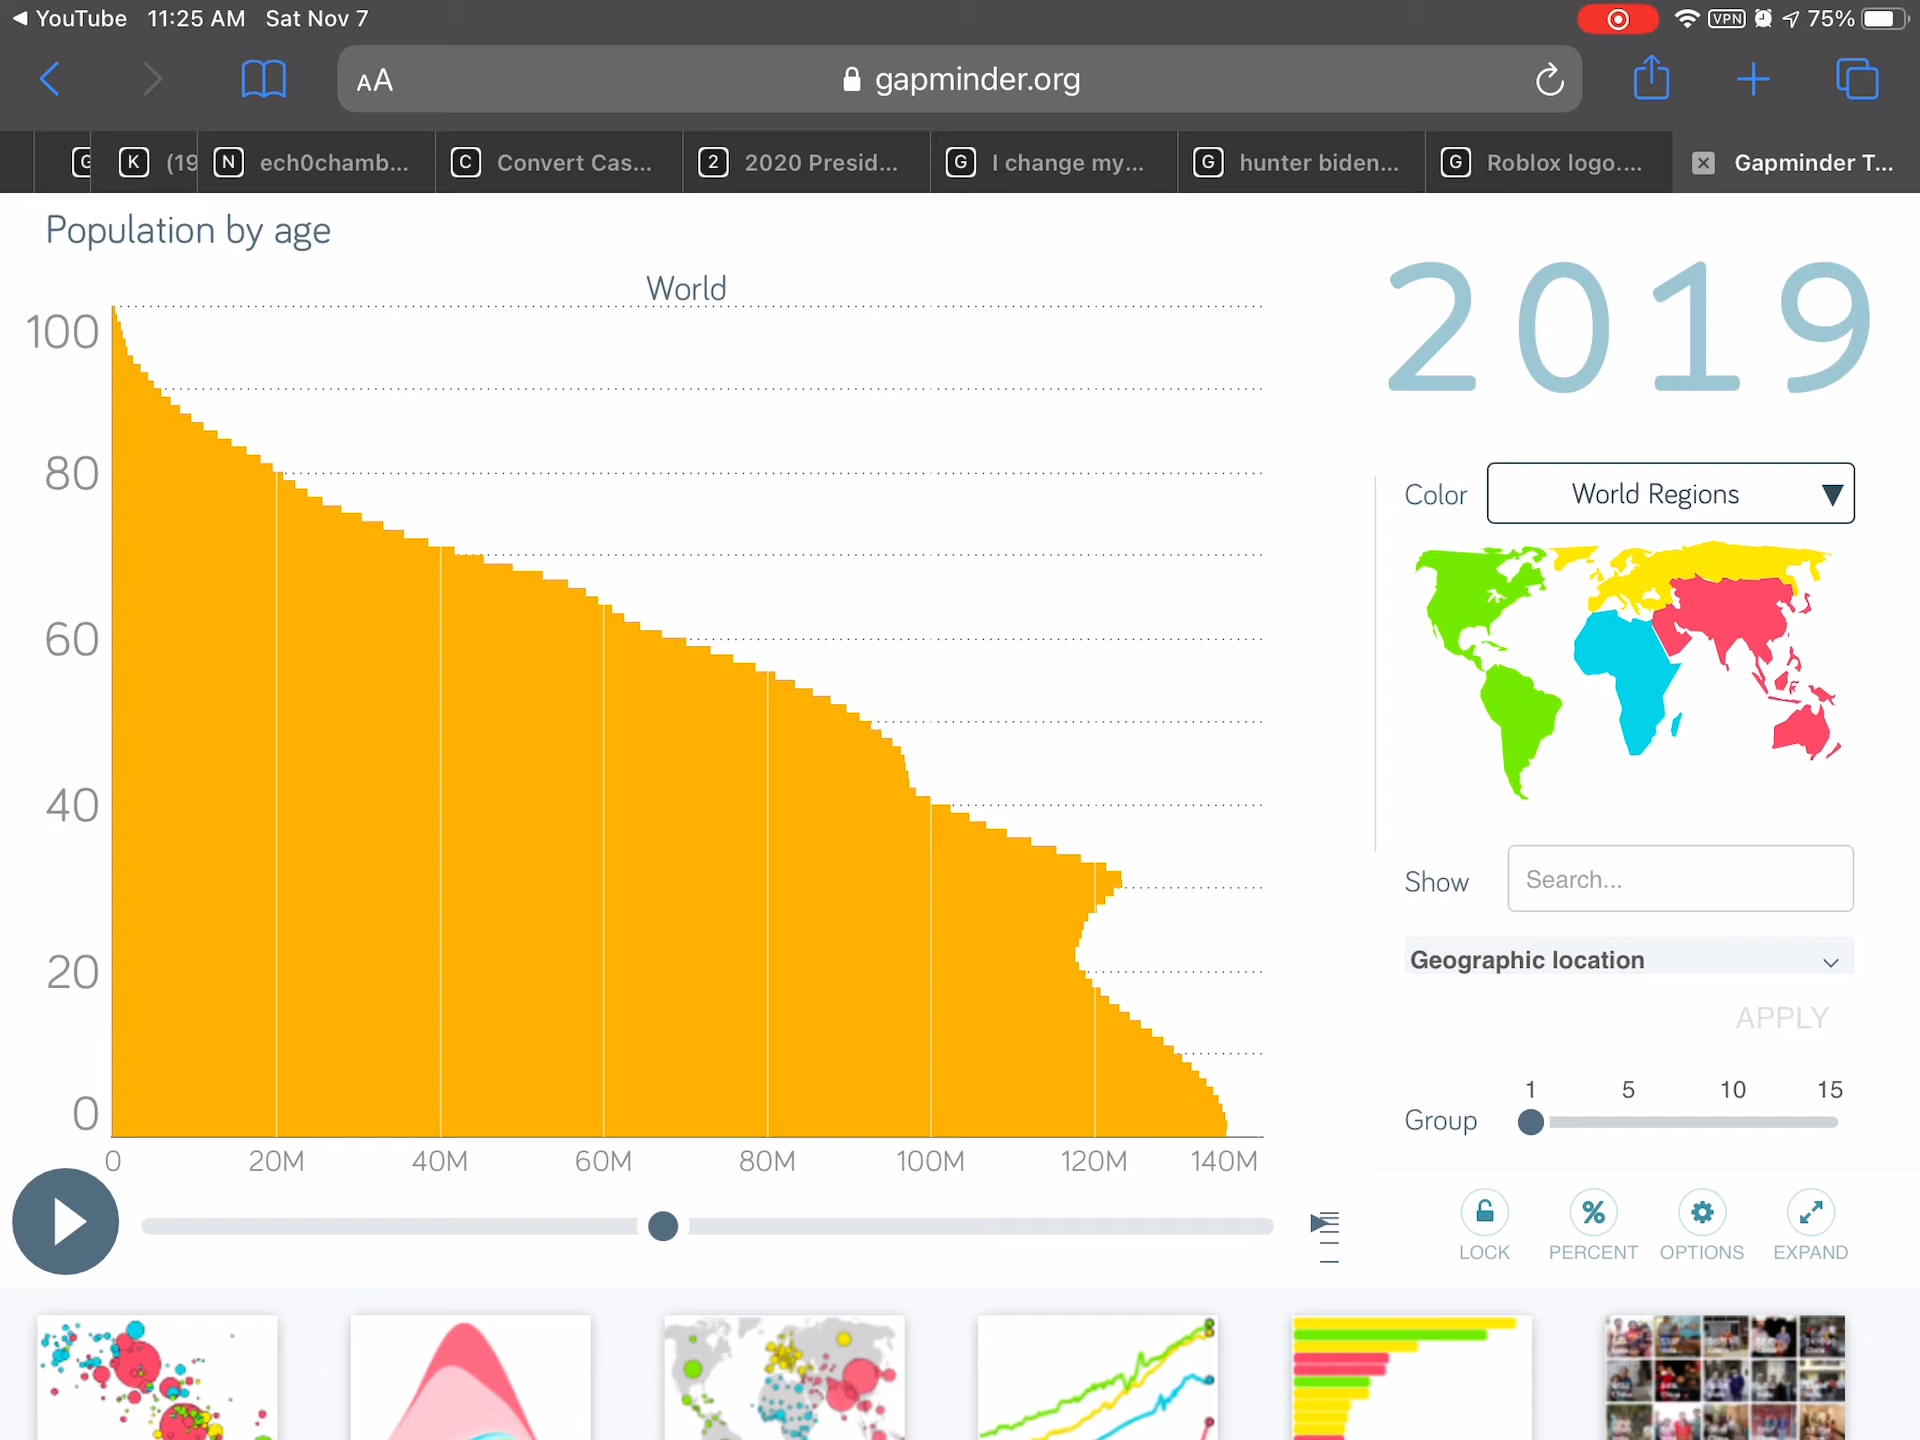 YouTube 11:25 AM Sat Nov 7
VPN 75%
AA gapminder.org
G K (19 N ech0chamb... C Convert Cas... 2 2020 Presid... G I change my... G hunter biden... G Roblox logo.... Gapminder T...
Population by age
World
2019
100
80
60
40
20
0
0 20M 40M 60M 80M 100M 120M 140M
Color World Regions
Show Search...
Geographic location
APPLY
1 5 10 15
Group
%
LOCK PERCENT OPTIONS EXPAND